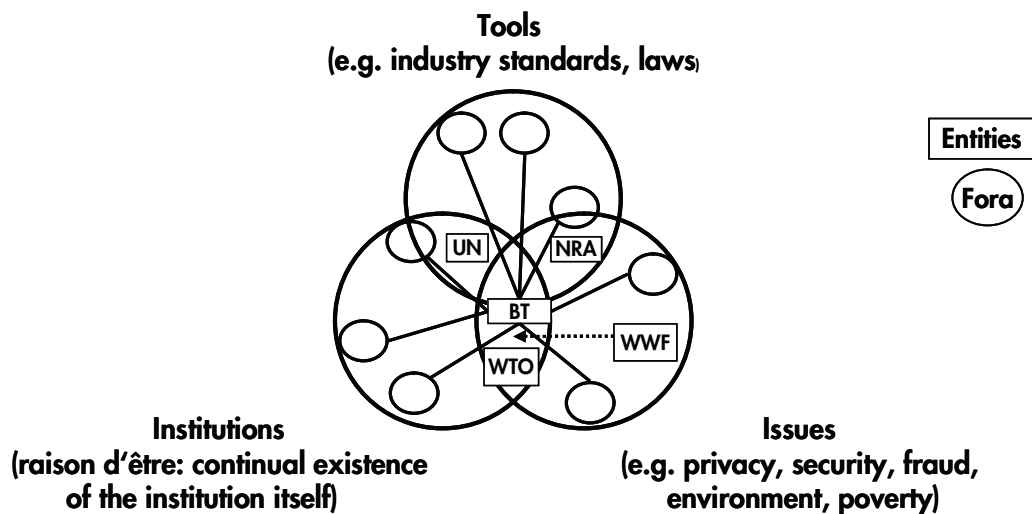 Tools
(e.g. industry standards, laws)
Entities
Fora
UN
NRA
BT
WWF
WTO
Institutions
(raison d‘être: continual existence
of the institution itself)
Issues
(e.g. privacy, security, fraud,
environment, poverty)